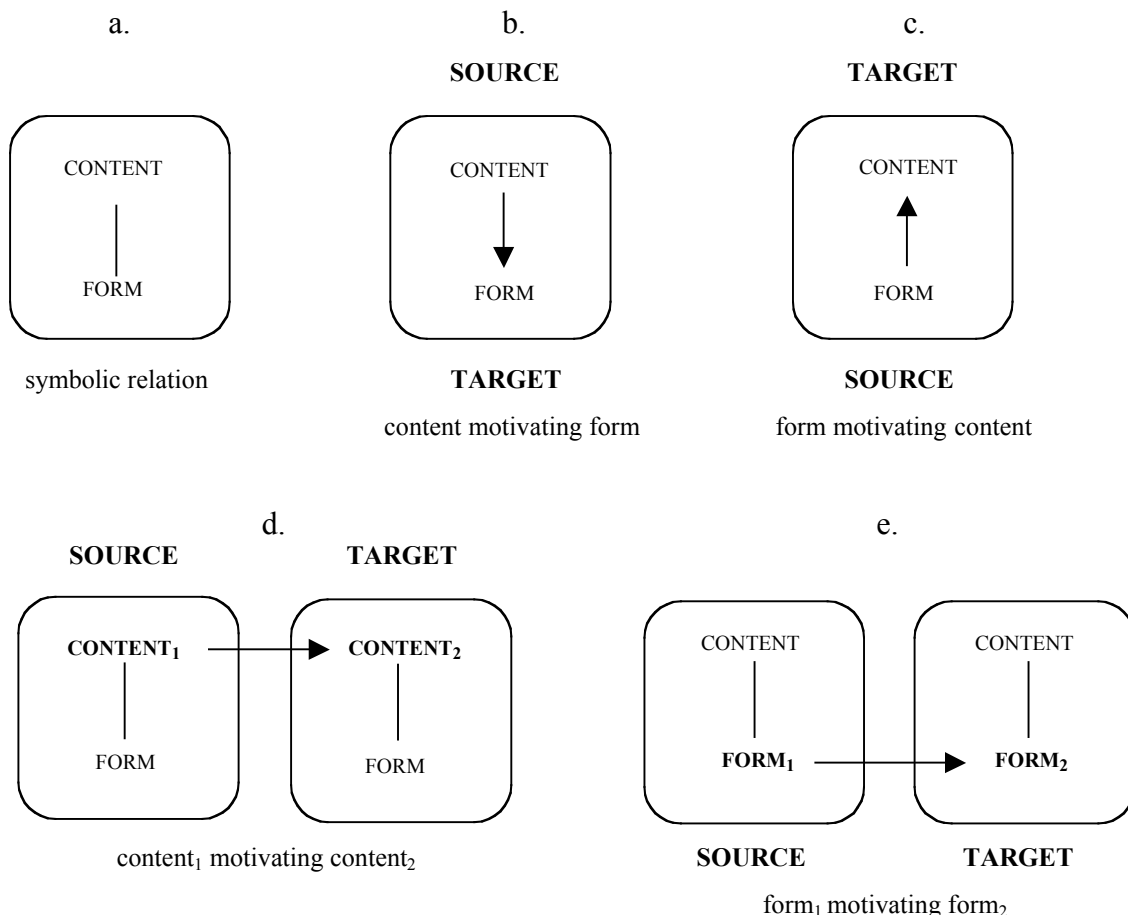 a.
b.
c.
SOURCE
TARGET
CONTENT
CONTENT
CONTENT
FORM
FORM
FORM
symbolic relation
TARGET
SOURCE
content motivating form
form motivating content
d.
e.
SOURCE
TARGET
CONTENT₁
CONTENT₂
CONTENT
CONTENT
FORM
FORM
FORM₁
FORM₂
content₁ motivating content₂
SOURCE
TARGET
form₁ motivating form₂